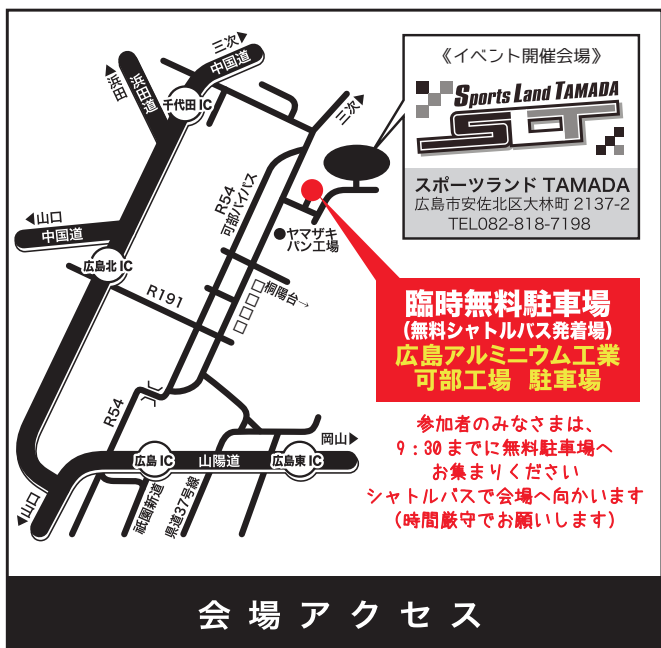 三次▶
中国道
◀浜田
浜田道
千代田 IC
◀山口
中国道
広島北 IC
R191
R54
可部バイパス
三次▶
●ヤマザキ
パン工場
桐陽台→
R54
岡山▶
広島 IC
山陽道
広島東 IC
◀山口
祇園新道
県道37号線
《イベント開催会場》
Sports Land TAMADA
SLT
スポーツランド TAMADA
広島市安佐北区大林町 2137-2
TEL082-818-7198
臨時無料駐車場
(無料シャトルバス発着場)
広島アルミニウム工業
可部工場 駐車場
参加者のみなさまは、
9：30 までに無料駐車場へ
お集まりください
シャトルバスで会場へ向かいます
(時間厳守でお願いします)
会場アクセス